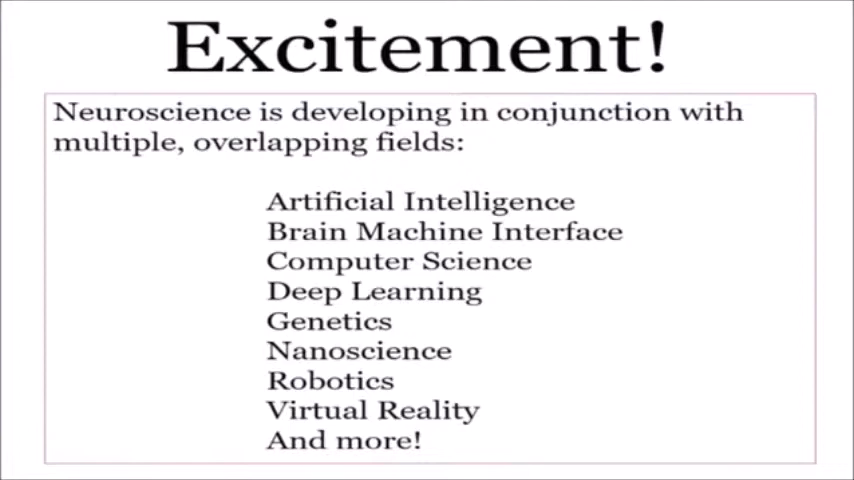 Excitement!
Neuroscience is developing in conjunction with
multiple, overlapping fields:
Artificial Intelligence
Brain Machine Interface
Computer Science
Deep Learning
Genetics
Nanoscience
Robotics
Virtual Reality
And more!